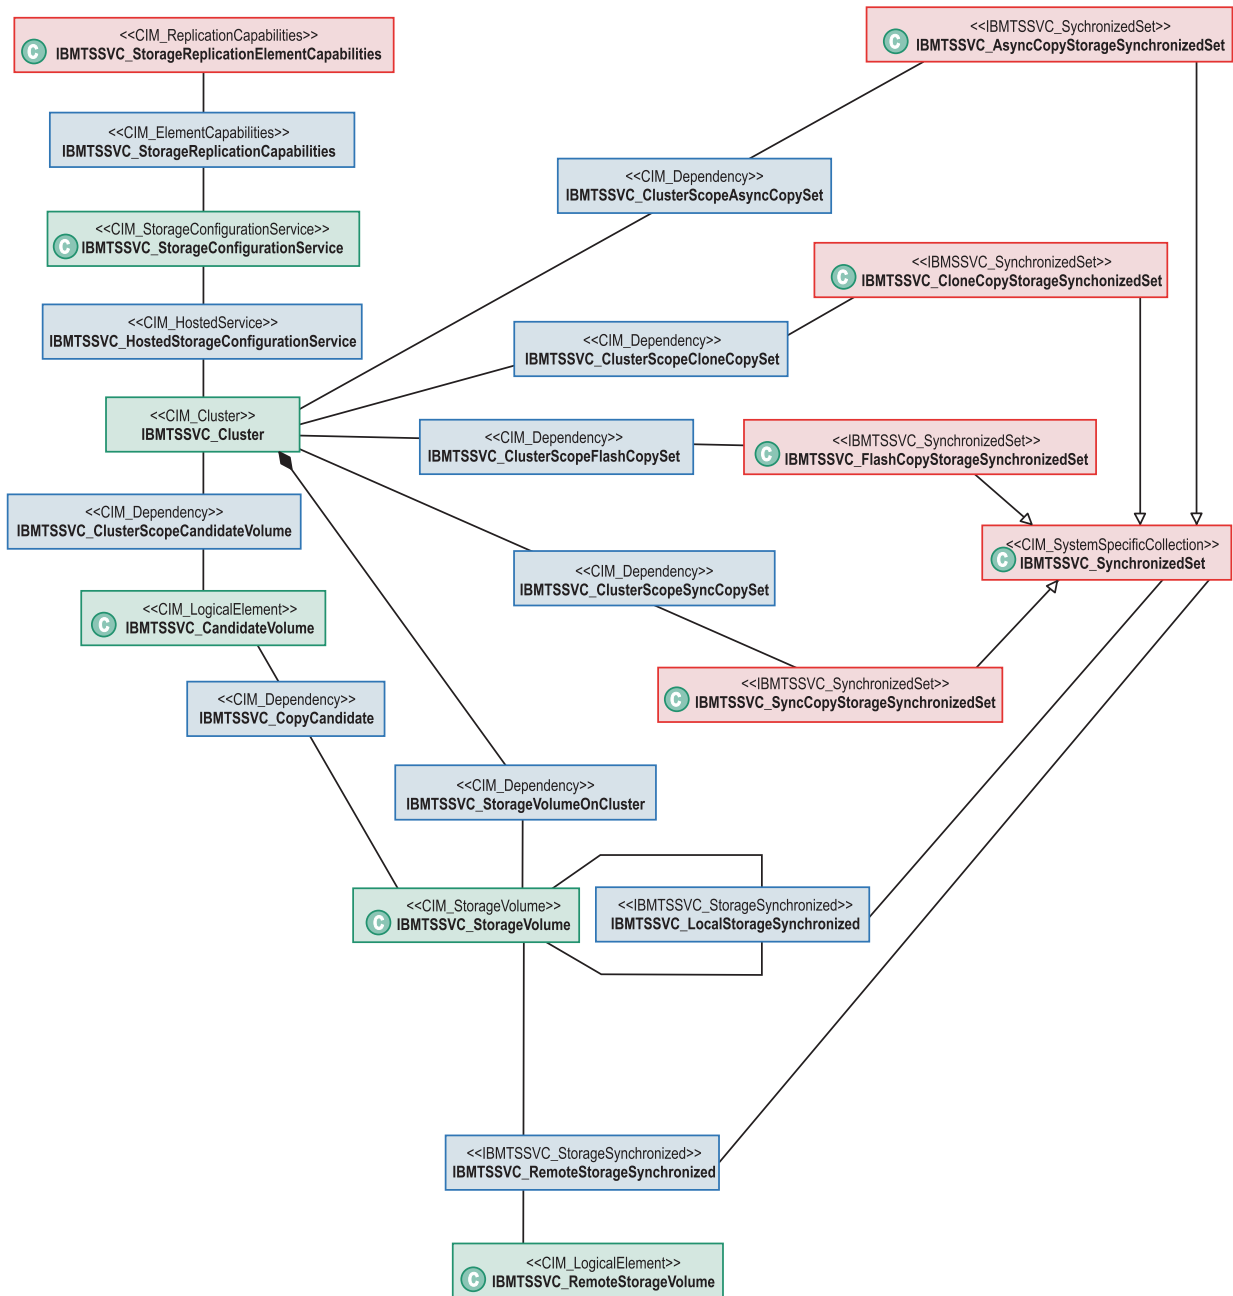 <<CIM_ReplicationCapabilities>>
C
IBMTSSVC_StorageReplicationElementCapabilities
<<IBMTSSVC_SychronizedSet>>
C
IBMTSSVC_AsyncCopyStorageSynchronizedSet
<<CIM_ElementCapabilities>>
IBMTSSVC_StorageReplicationCapabilities
<<CIM_Dependency>>
IBMTSSVC_ClusterScopeAsyncCopySet
<<CIM_StorageConfigurationService>>
C
IBMTSSVC_StorageConfigurationService
<<IBMSSVC_SynchronizedSet>>
C
IBMTSSVC_CloneCopyStorageSynchonizedSet
<<CIM_HostedService>>
IBMTSSVC_HostedStorageConfigurationService
<<CIM_Dependency>>
IBMTSSVC_ClusterScopeCloneCopySet
<<CIM_Cluster>>
IBMTSSVC_Cluster
<<CIM_Dependency>>
IBMTSSVC_ClusterScopeFlashCopySet
<<IBMTSSVC_SynchronizedSet>>
C
IBMTSSVC_FlashCopyStorageSynchronizedSet
<<CIM_Dependency>>
IBMTSSVC_ClusterScopeCandidateVolume
<<CIM_SystemSpecificCollection>>
C
IBMTSSVC_SynchronizedSet
<<CIM_Dependency>>
IBMTSSVC_ClusterScopeSyncCopySet
<<CIM_LogicalElement>>
C
IBMTSSVC_CandidateVolume
<<IBMTSSVC_SynchronizedSet>>
C
IBMTSSVC_SyncCopyStorageSynchronizedSet
<<CIM_Dependency>>
IBMTSSVC_CopyCandidate
<<CIM_Dependency>>
IBMTSSVC_StorageVolumeOnCluster
<<CIM_StorageVolume>>
C
IBMTSSVC_StorageVolume
<<IBMTSSVC_StorageSynchronized>>
IBMTSSVC_LocalStorageSynchronized
<<IBMTSSVC_StorageSynchronized>>
IBMTSSVC_RemoteStorageSynchronized
<<CIM_LogicalElement>>
C
IBMTSSVC_RemoteStorageVolume